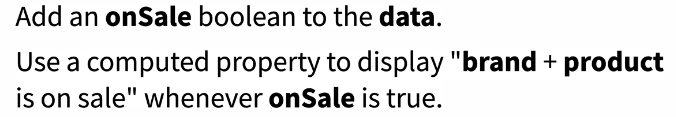 Add an onSale boolean to the data.
Use a computed property to display "brand + product
is on sale" whenever onSale is true.